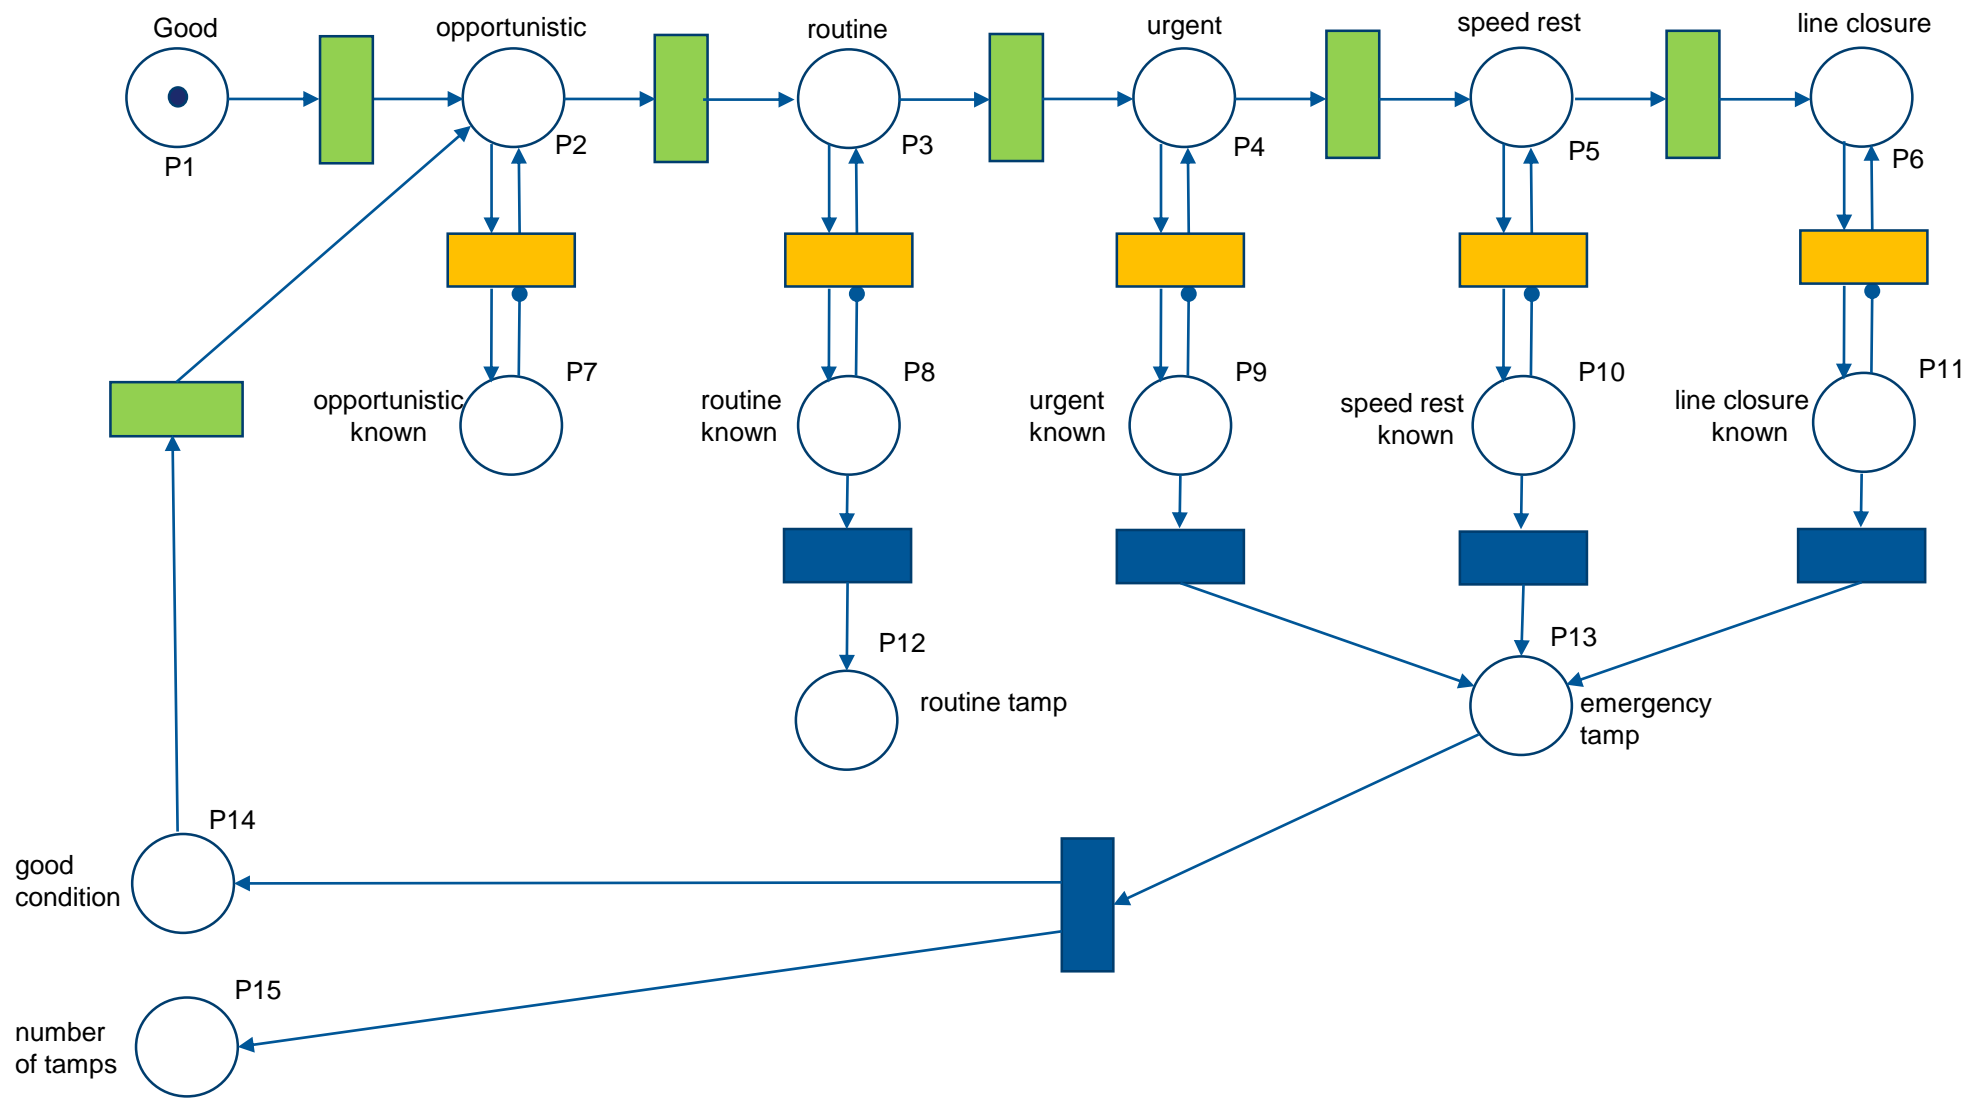 Good
opportunistic
routine
urgent
speed rest
line closure
P1
P2
P3
P4
P5
P6
P7
P8
P9
P10
P11
opportunistic
known
routine
known
urgent
known
speed rest
known
line closure
known
P12
routine tamp
P13
emergency
tamp
P14
good
condition
P15
number
of tamps